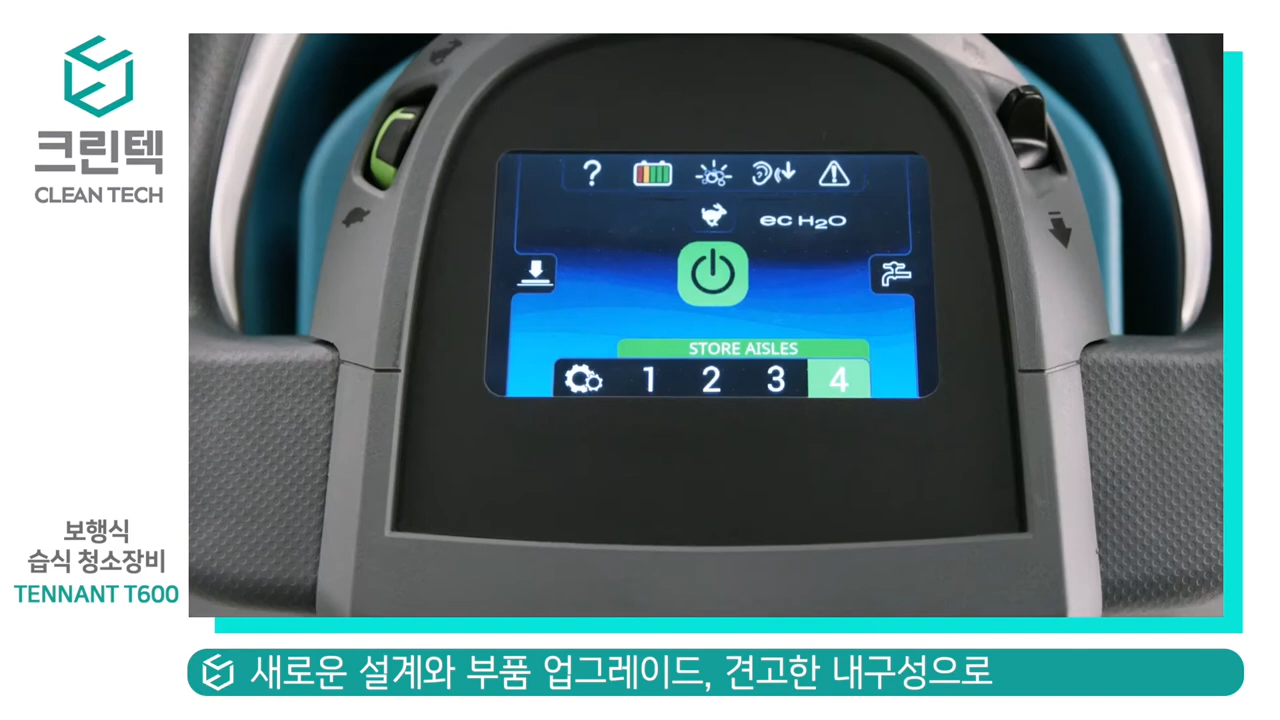 크린텍
CLEAN TECH
?
ec H₂O
STORE AISLES
1 2 3 4
보행식
습식 청소장비
TENNANT T600
새로운 설계와 부품 업그레이드, 견고한 내구성으로